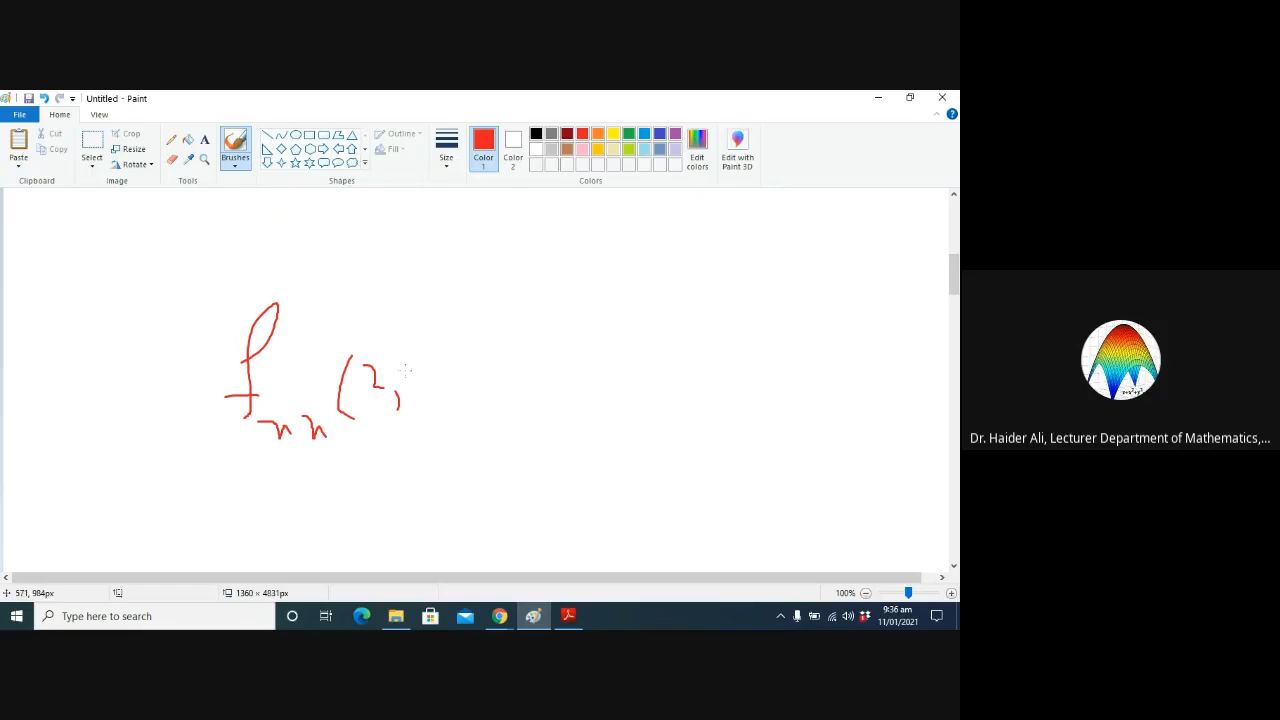 Untitled - Paint
File Home View
Paste
Cut
Copy
Clipboard
Select
Crop
Resize
Rotate
Image
Tools
Brushes
Shapes
Outline
Fill
Size
Color 1
Color 2
Edit colors
Edit with Paint 3D
Colors
f xx (2,
571, 984px
1360 × 4831px
100%
Type here to search
9:36 am
11/01/2021
Dr. Haider Ali, Lecturer Department of Mathematics,...